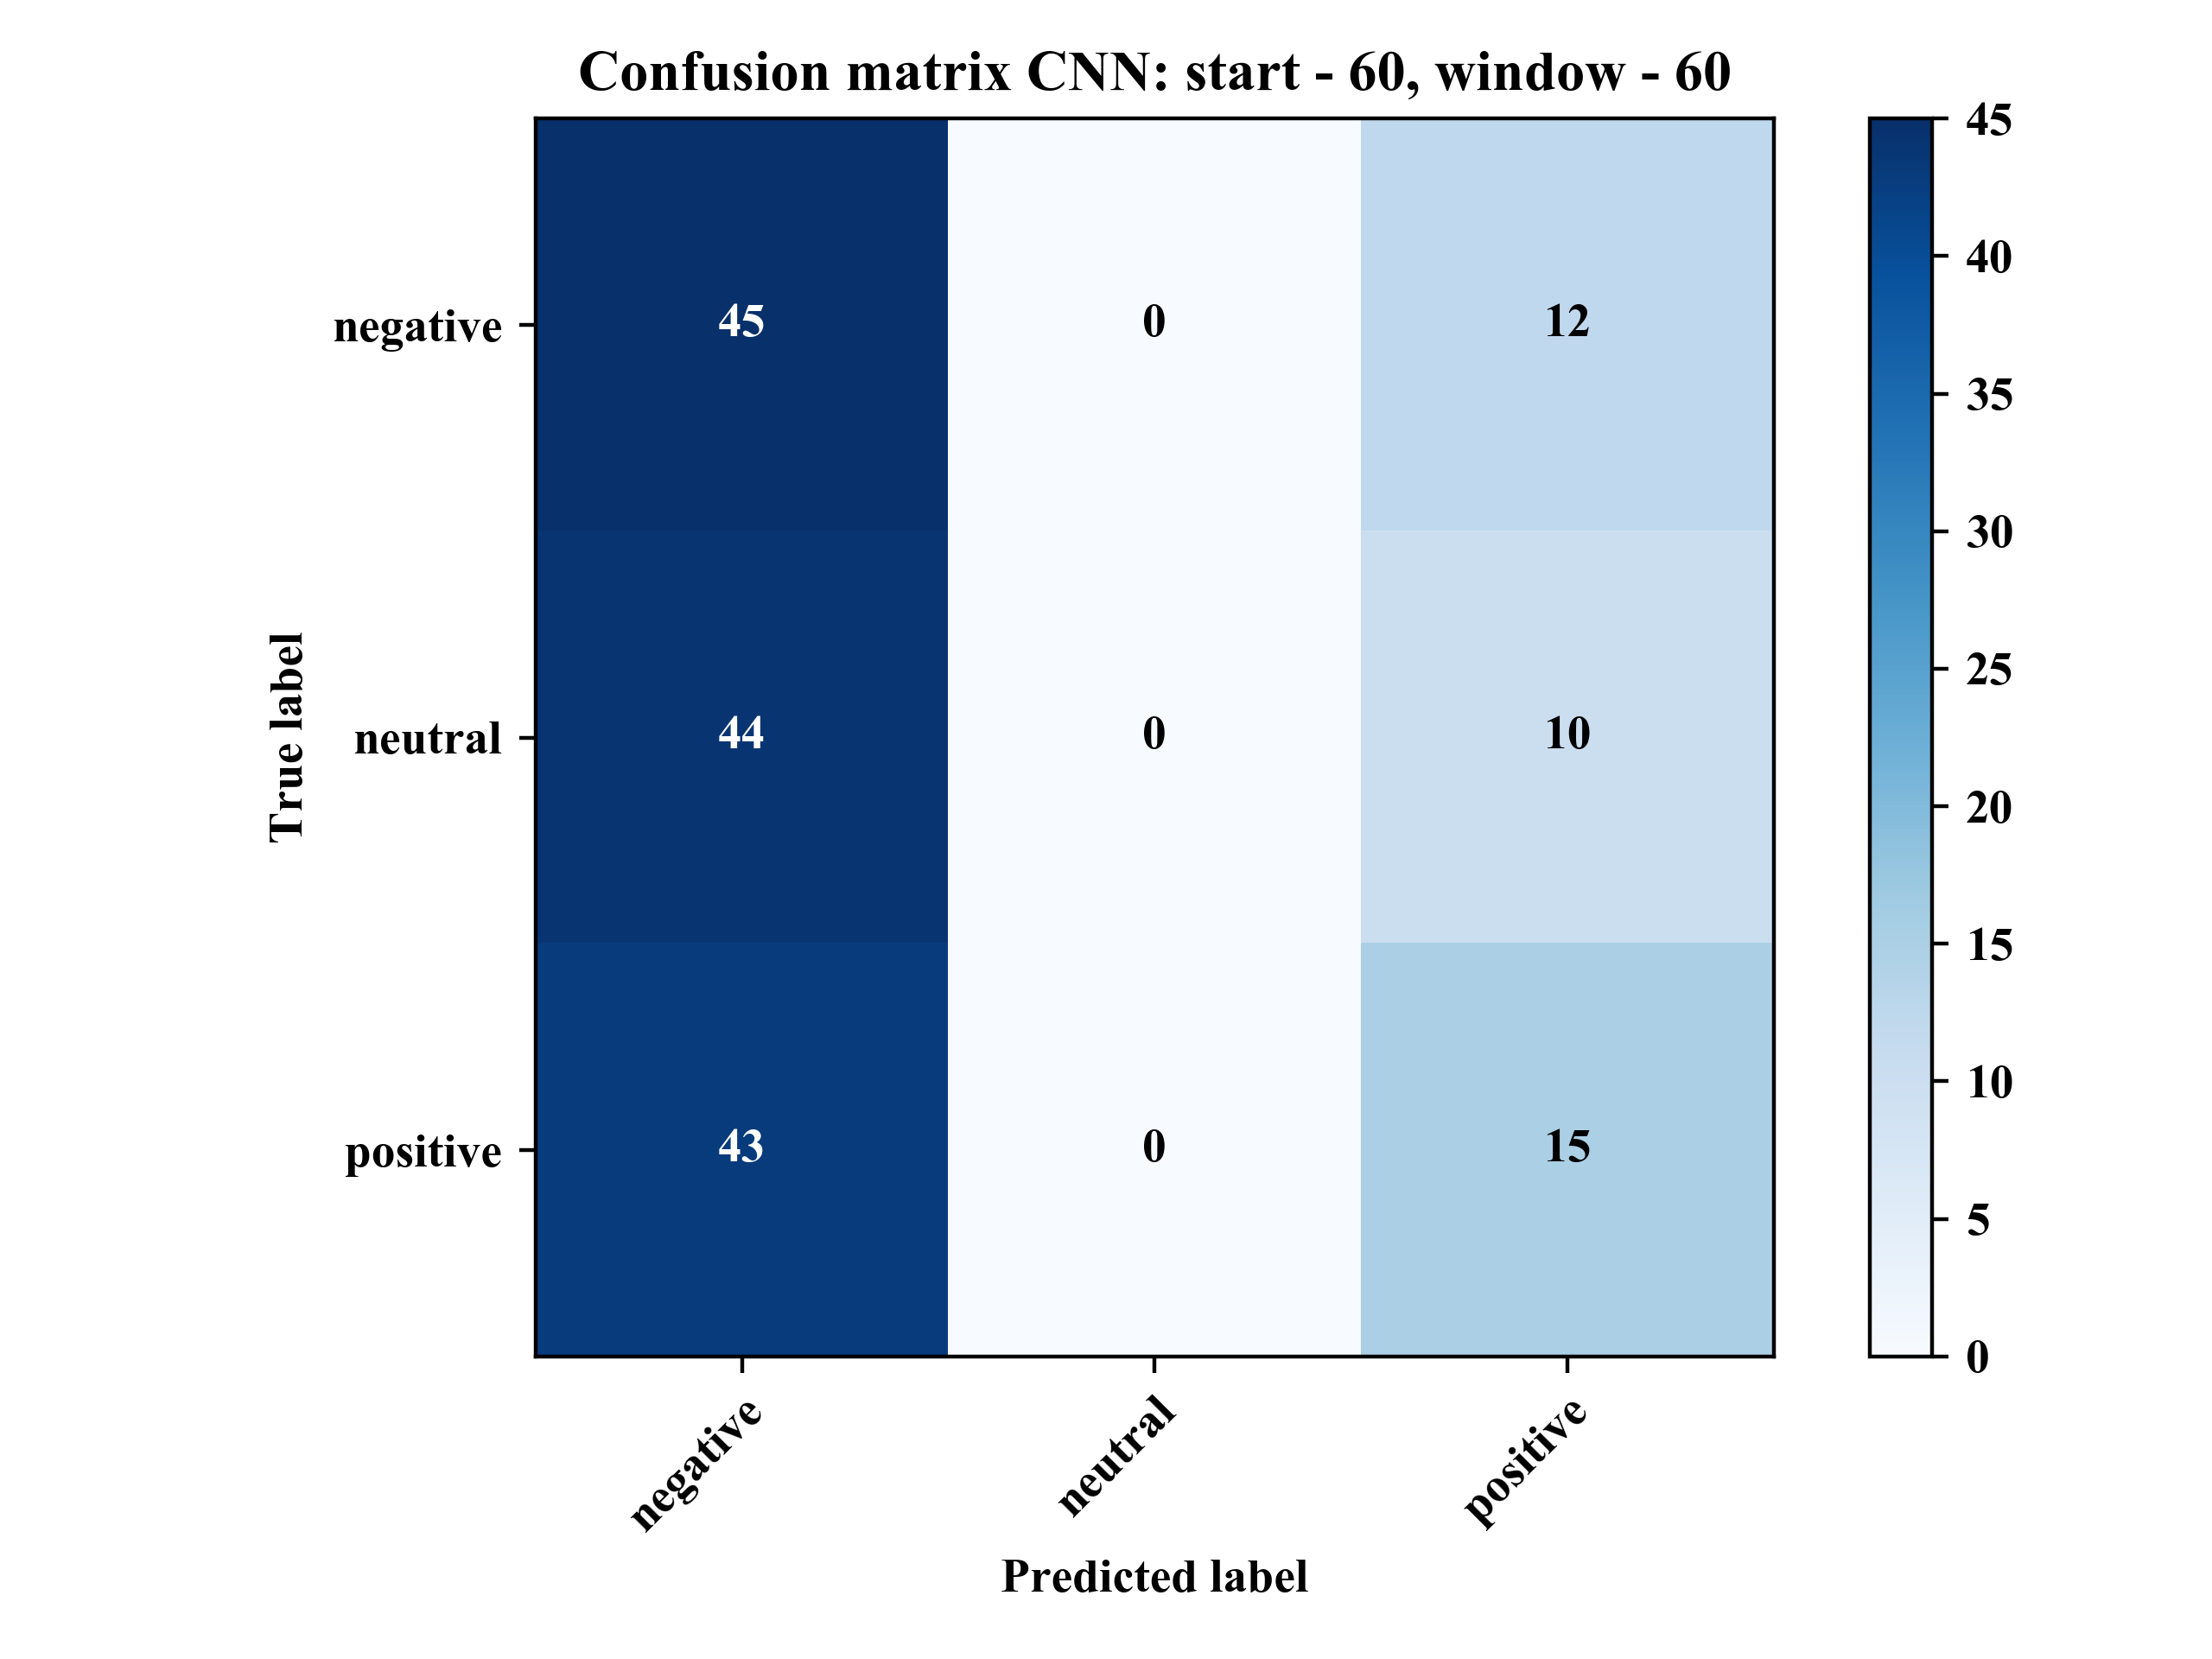 Confusion matrix CNN: start - 60, window - 60
True label
negative
45 0 12
neutral
44 0 10
positive
43 0 15
negative
neutral
positive
Predicted label
45
40
35
30
25
20
15
10
5
0